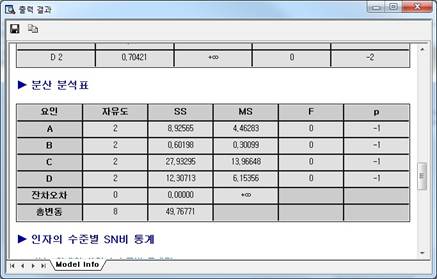 출력 결과
D 2 0,70421 +∞ 0 -2
▶ 분산 분석표
요인 자유도 SS MS F p
A 2 8,92565 4,46283 0 -1
B 2 0,60198 0,30099 0 -1
C 2 27,93295 13,96648 0 -1
D 2 12,30713 6,15356 0 -1
잔차오차 0 0,00000 +∞
총변동 8 49,76771
▶ 인자의 수준별 SN비 통계
Model Info